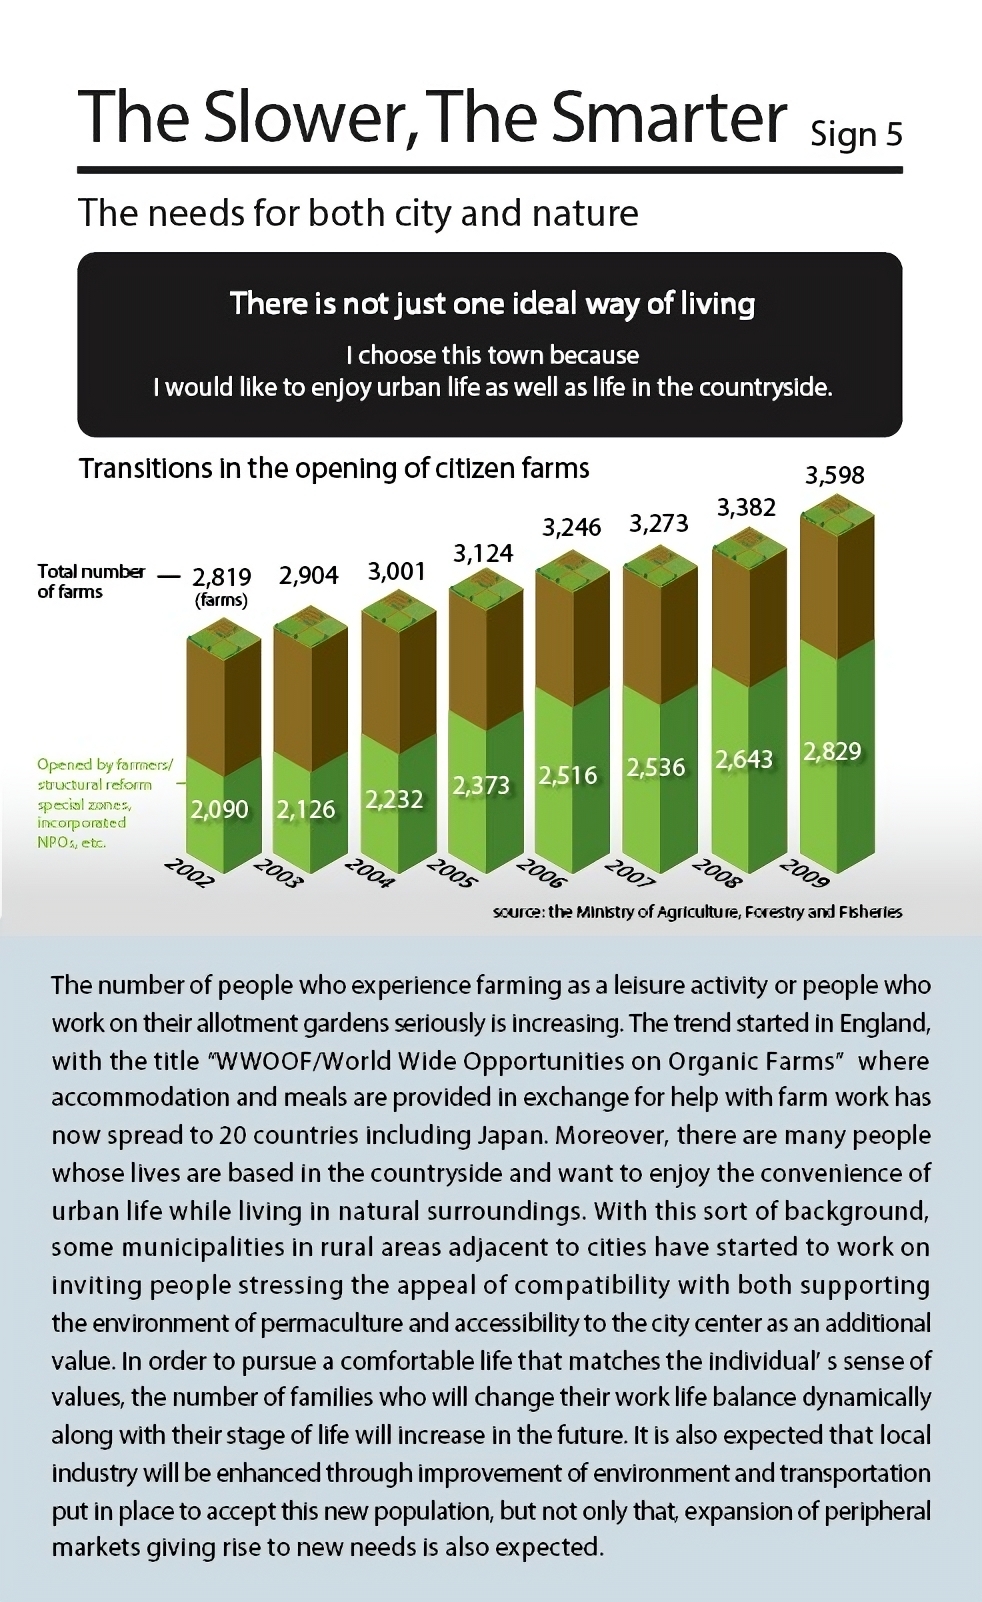 The Slower, The Smarter Sign 5
The needs for both city and nature
There is not just one ideal way of living
I choose this town because
I would like to enjoy urban life as well as life in the countryside.
Transitions in the opening of citizen farms
Total number
of farms
2,819
(farms)
2,904
3,001
3,124
3,246
3,273
3,382
3,598
Opened by farmers/
structural reform
special zones,
incorporated
NPOs, etc.
2,090
2,126
2,232
2,373
2,516
2,536
2,643
2,829
2002
2003
2004
2005
2006
2007
2008
2009
source: the Ministry of Agriculture, Forestry and Fisheries
The number of people who experience farming as a leisure activity or people who
work on their allotment gardens seriously is increasing. The trend started in England,
with the title “WWOOF/World Wide Opportunities on Organic Farms” where
accommodation and meals are provided in exchange for help with farm work has
now spread to 20 countries including Japan. Moreover, there are many people
whose lives are based in the countryside and want to enjoy the convenience of
urban life while living in natural surroundings. With this sort of background,
some municipalities in rural areas adjacent to cities have started to work on
inviting people stressing the appeal of compatibility with both supporting
the environment of permaculture and accessibility to the city center as an additional
value. In order to pursue a comfortable life that matches the individual’ s sense of
values, the number of families who will change their work life balance dynamically
along with their stage of life will increase in the future. It is also expected that local
industry will be enhanced through improvement of environment and transportation
put in place to accept this new population, but not only that, expansion of peripheral
markets giving rise to new needs is also expected.